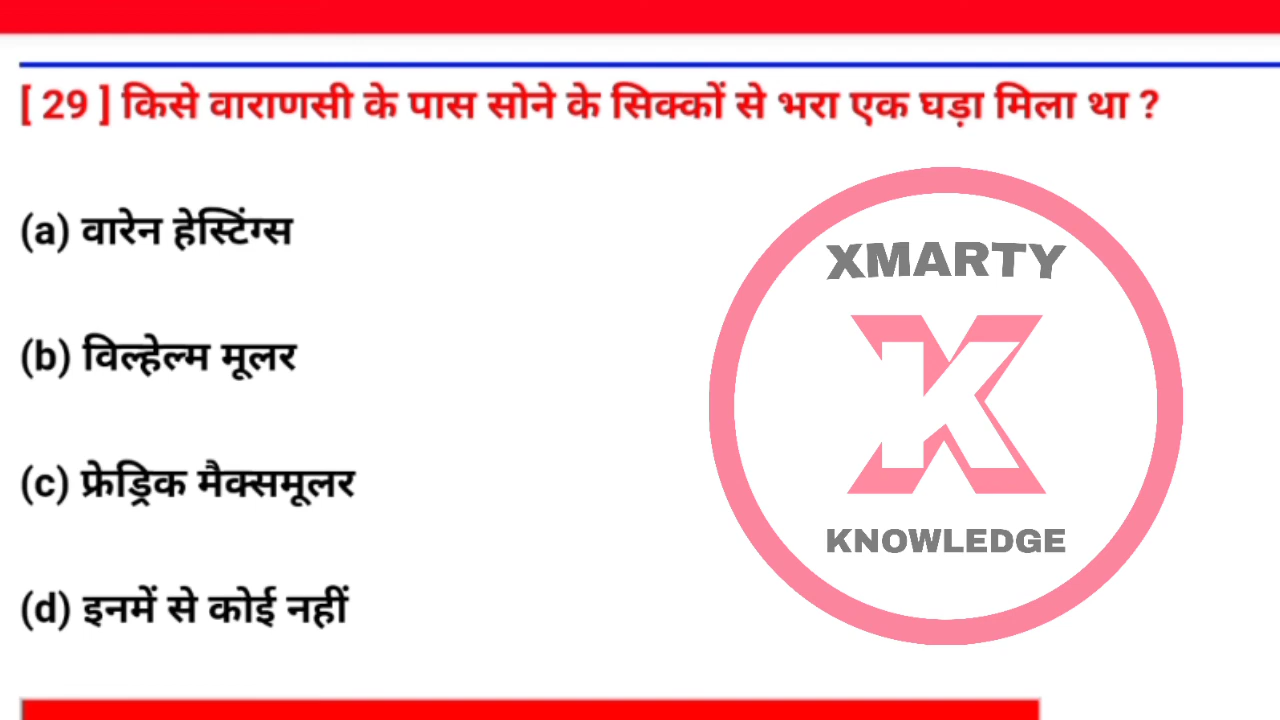 [ 29 ] किसे वाराणसी के पास सोने के सिक्कों से भरा एक घड़ा मिला था ?
(a) वारेन हेस्टिंग्स
(b) विल्हेल्म मूलर
(c) फ्रेड्रिक मैक्समूलर
(d) इनमें से कोई नहीं
XMARTY
K
KNOWLEDGE